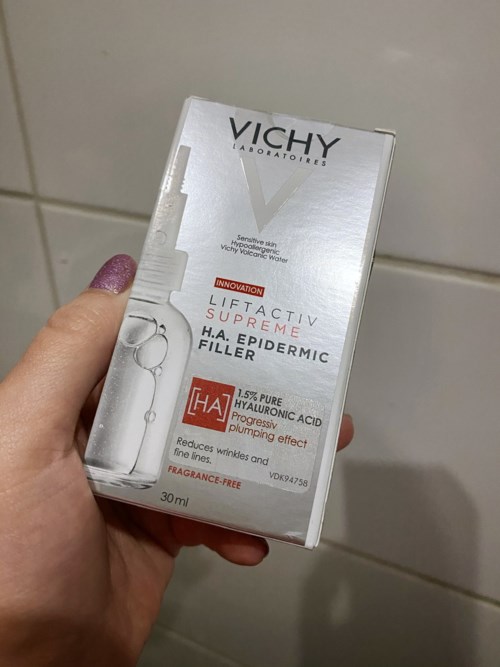 VICHY
LABORATOIRES
Sensitive skin
Hypoallergenic
Vichy Volcanic Water
INNOVATION
LIFTACTIV
SUPREME
H.A. EPIDERMIC
FILLER
[HA]
1.5% PURE
HYALURONIC ACID
Progressiv
plumping effect
Reduces wrinkles and
fine lines.
VDK94758
FRAGRANCE-FREE
30 ml